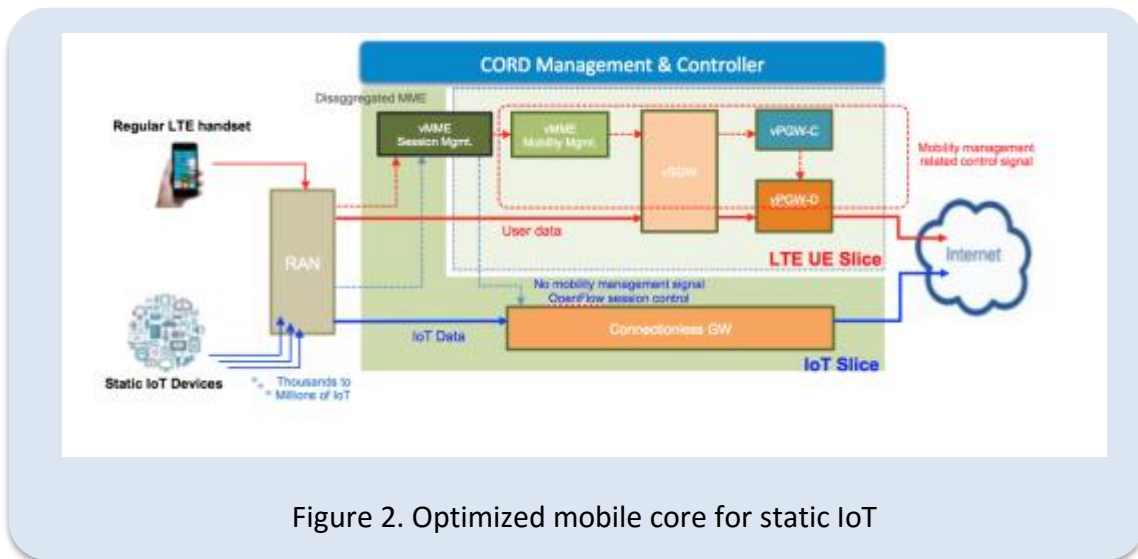 CORD Management & Controller
Disaggregated MME
Regular LTE handset
vMME
Session Mgmt.
vMME
Mobility Mgmt.
vSGW
vPGW-C
vPGW-D
Mobility management
related control signal
RAN
User data
LTE UE Slice
Internet
No mobility management signal
OpenFlow session control
IoT Data
Connectionless GW
IoT Slice
Static IoT Devices
Thousands to
Millions of IoT
Figure 2. Optimized mobile core for static IoT